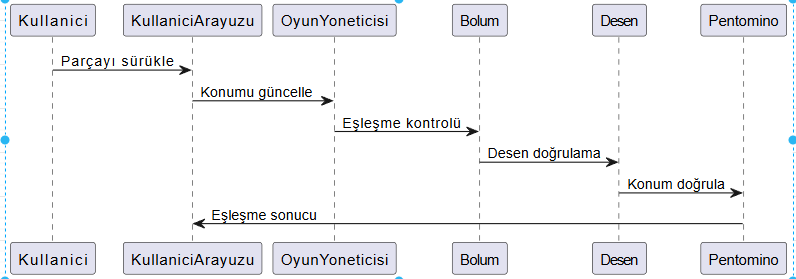 Kullanici KullaniciArayuzu OyunYoneticisi Bolum Desen Pentomino
Parçayı sürükle
Konumu güncelle
Eşleşme kontrolü
Desen doğrulama
Konum doğrula
Eşleşme sonucu
Kullanici KullaniciArayuzu OyunYoneticisi Bolum Desen Pentomino